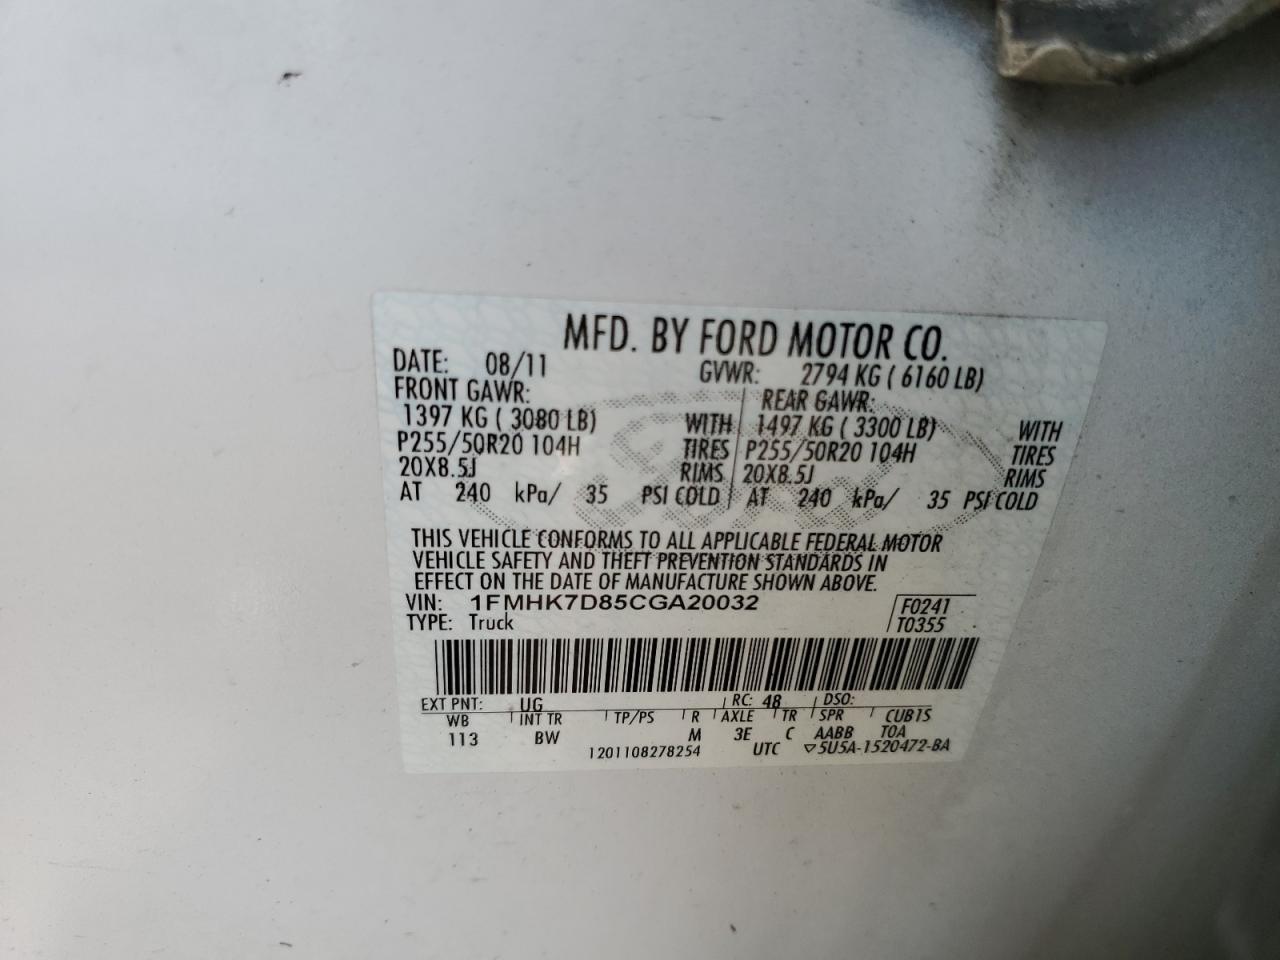 MFD. BY FORD MOTOR CO.
DATE: 08/11 GVWR: 2794 KG ( 6160 LB)
FRONT GAWR: REAR GAWR:
1397 KG ( 3080 LB) WITH 1497 KG ( 3300 LB) WITH
P255/50R20 104H TIRES P255/50R20 104H TIRES
20X8.5J RIMS 20X8.5J RIMS
AT 240 kPa/ 35 PSI COLD AT 240 kPa/ 35 PSI COLD
THIS VEHICLE CONFORMS TO ALL APPLICABLE FEDERAL MOTOR
VEHICLE SAFETY AND THEFT PREVENTION STANDARDS IN
EFFECT ON THE DATE OF MANUFACTURE SHOWN ABOVE.
VIN: 1FMHK7D85CGA20032 F0241
TYPE: Truck T0355
EXT PNT: UG RC: 48 DSO:
WB INT TR TP/PS R AXLE TR SPR CUB1S
113 BW M 3E C AABB TOA
1201108278254 UTC ▽5U5A-1520472-BA